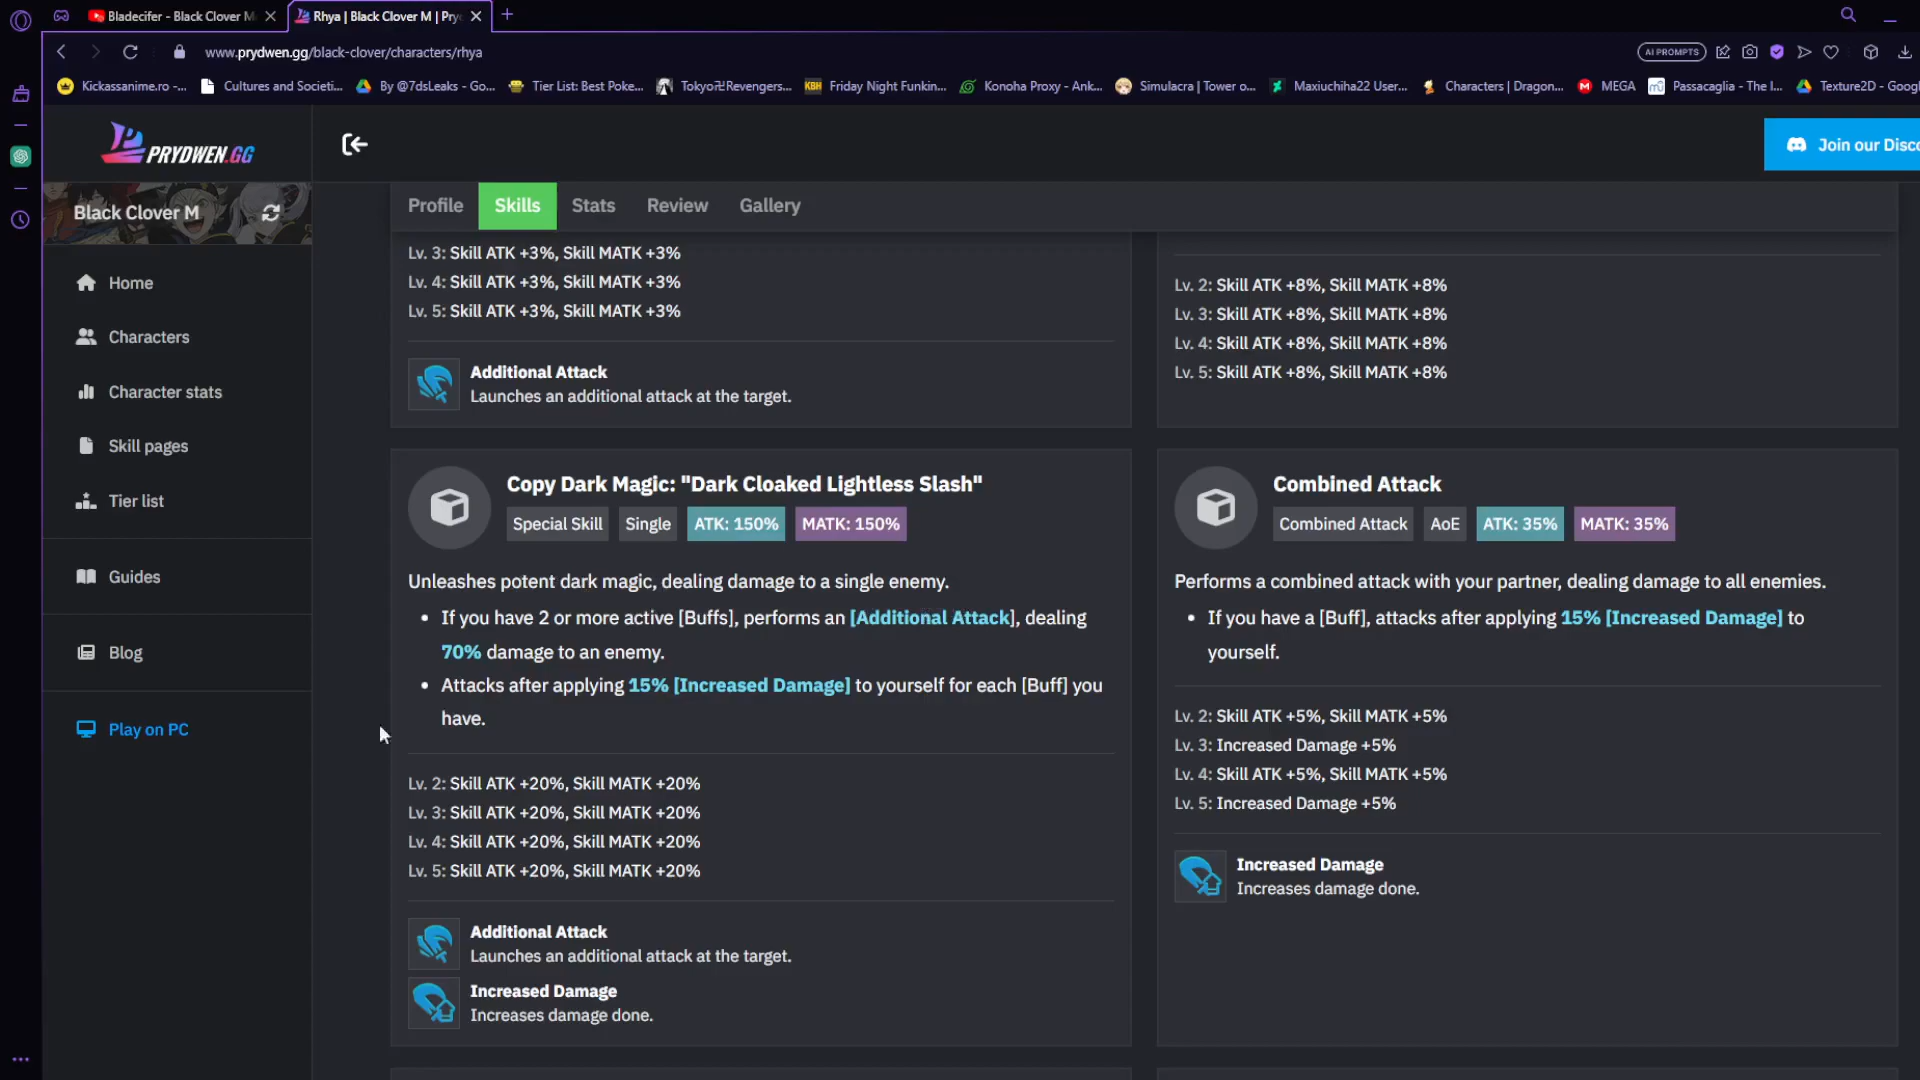 Bladecifer - Black Clover M
Rhya | Black Clover M | Pry
www.prydwen.gg/black-clover/characters/rhya
AI PROMPTS
Kickassanime.ro -...
Cultures and Societi...
By @7dsLeaks - Go...
Tier List: Best Poke...
Tokyo卍Revengers...
KBH
Friday Night Funkin...
Konoha Proxy - Ank...
Simulacra | Tower o...
Maxiuchiha22 User...
Characters | Dragon...
MEGA
Passacaglia - The I...
Texture2D - Googl
PRYDWEN.GG
Join our Disco
Black Clover M
Home
Characters
Character stats
Skill pages
Tier list
Guides
Blog
Play on PC
Profile
Skills
Stats
Review
Gallery
Lv. 3: Skill ATK +3%, Skill MATK +3%
Lv. 4: Skill ATK +3%, Skill MATK +3%
Lv. 5: Skill ATK +3%, Skill MATK +3%
Additional Attack
Launches an additional attack at the target.
Lv. 2: Skill ATK +8%, Skill MATK +8%
Lv. 3: Skill ATK +8%, Skill MATK +8%
Lv. 4: Skill ATK +8%, Skill MATK +8%
Lv. 5: Skill ATK +8%, Skill MATK +8%
Copy Dark Magic: "Dark Cloaked Lightless Slash"
Special Skill
Single
ATK: 150%
MATK: 150%
Unleashes potent dark magic, dealing damage to a single enemy.
• If you have 2 or more active [Buffs], performs an [Additional Attack], dealing
70% damage to an enemy.
• Attacks after applying 15% [Increased Damage] to yourself for each [Buff] you
have.
Lv. 2: Skill ATK +20%, Skill MATK +20%
Lv. 3: Skill ATK +20%, Skill MATK +20%
Lv. 4: Skill ATK +20%, Skill MATK +20%
Lv. 5: Skill ATK +20%, Skill MATK +20%
Additional Attack
Launches an additional attack at the target.
Increased Damage
Increases damage done.
Combined Attack
Combined Attack
AoE
ATK: 35%
MATK: 35%
Performs a combined attack with your partner, dealing damage to all enemies.
• If you have a [Buff], attacks after applying 15% [Increased Damage] to
yourself.
Lv. 2: Skill ATK +5%, Skill MATK +5%
Lv. 3: Increased Damage +5%
Lv. 4: Skill ATK +5%, Skill MATK +5%
Lv. 5: Increased Damage +5%
Increased Damage
Increases damage done.